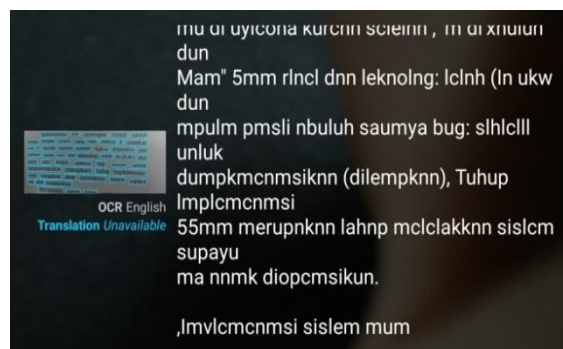 dun
Mam" 5mm rlncl dnn leknolng: lclnh (In ukw
dun
mpulm pmsli nbuluh saumya bug: slhlclll
unluk
dumpkmcnmsiknn (dilempknn), Tuhup
lmplcmcnmsi
55mm merupnknn lahnp mclclakknn sislcm
supayu
ma nnmk diopcmsikun.
,lmvlcmcnmsi sislem mum
OCR English
Translation Unavailable